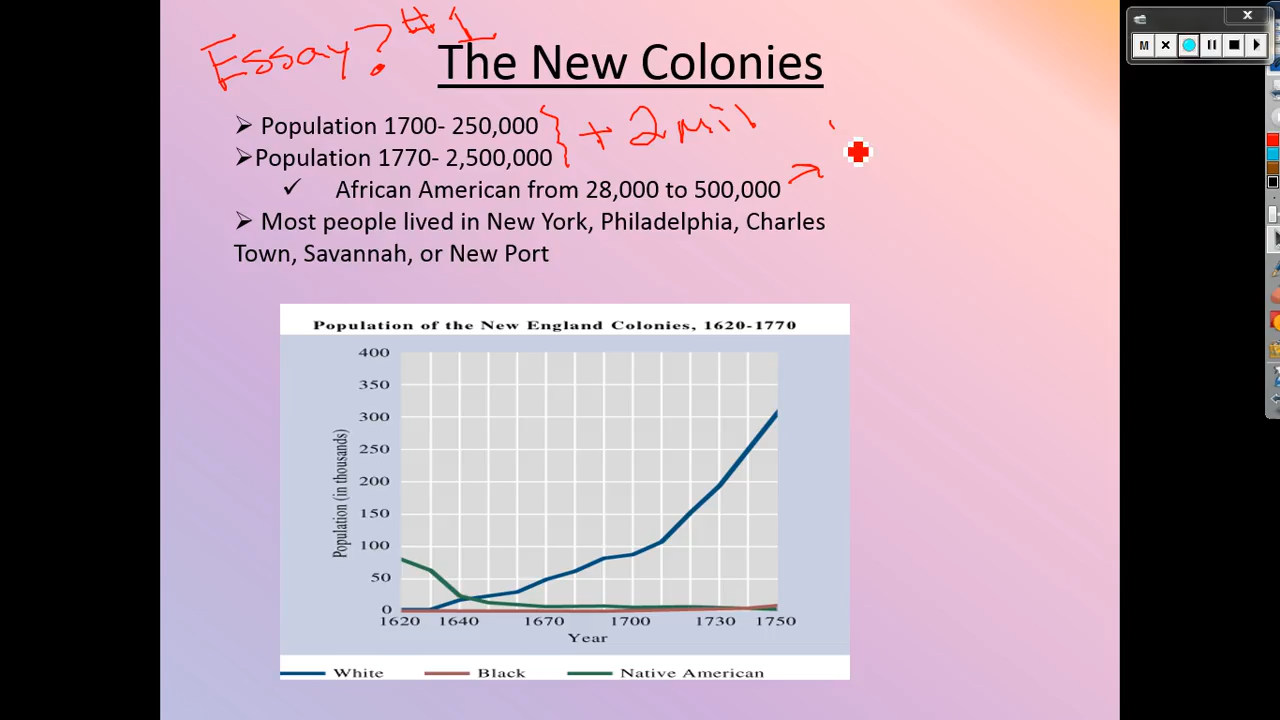 Essay? #1
The New Colonies
➢ Population 1700- 250,000 } + 2 mil
➢Population 1770- 2,500,000
✓ African American from 28,000 to 500,000 →
➢ Most people lived in New York, Philadelphia, Charles
Town, Savannah, or New Port
Population of the New England Colonies, 1620-1770
Population (in thousands)
400
350
300
250
200
150
100
50
0
1620 1640 1670 1700 1730 1750
Year
White Black Native American
M